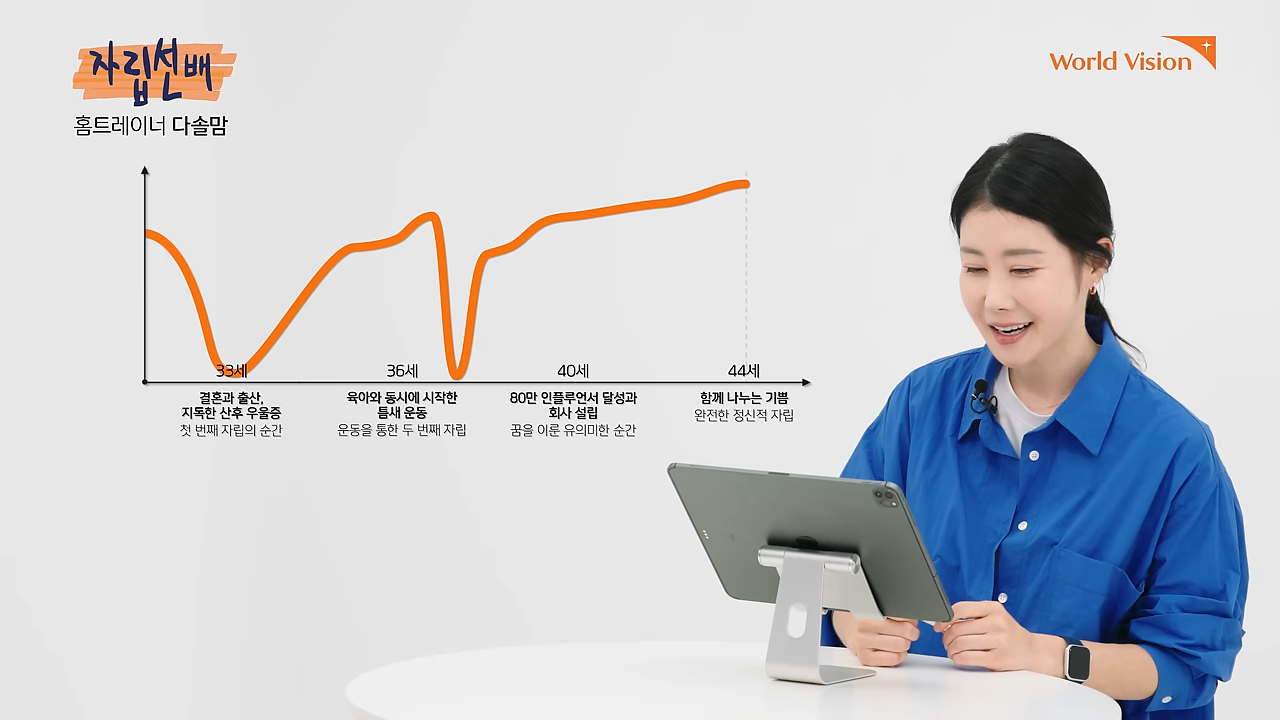 자립선배
홈트레이너 다솔맘
World Vision
33세
결혼과 출산,
지독한 산후 우울증
첫 번째 자립의 순간
36세
육아와 동시에 시작한
틈새 운동
운동을 통한 두 번째 자립
40세
80만 인플루언서 달성과
회사 설립
꿈을 이룬 유의미한 순간
44세
함께 나누는 기쁨
완전한 정신적 자립